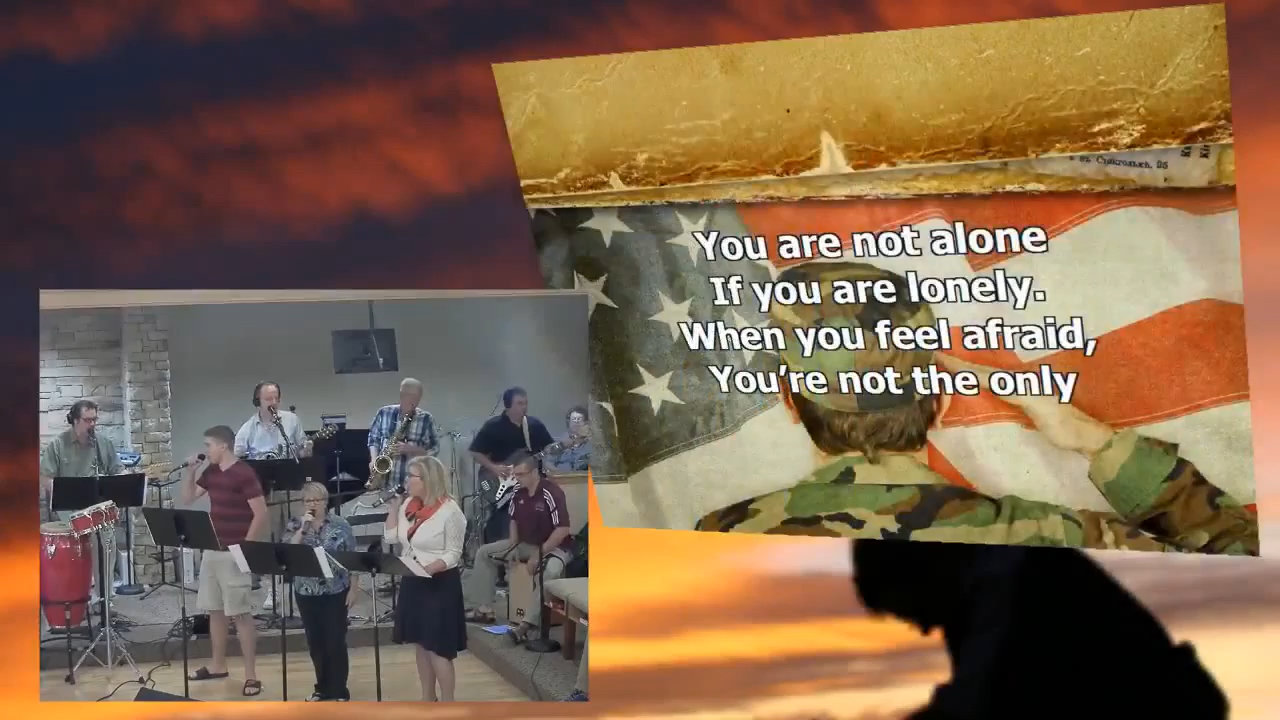 You are not alone
If you are lonely.
When you feel afraid,
You're not the only